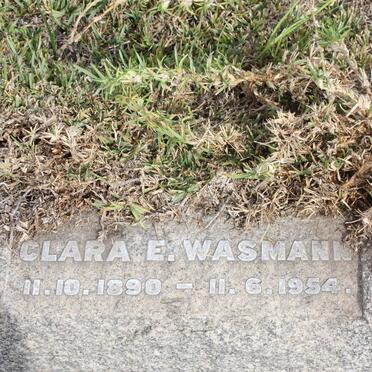 CLARA E. WASMANN
11.10.1890 - 11.6.1954.